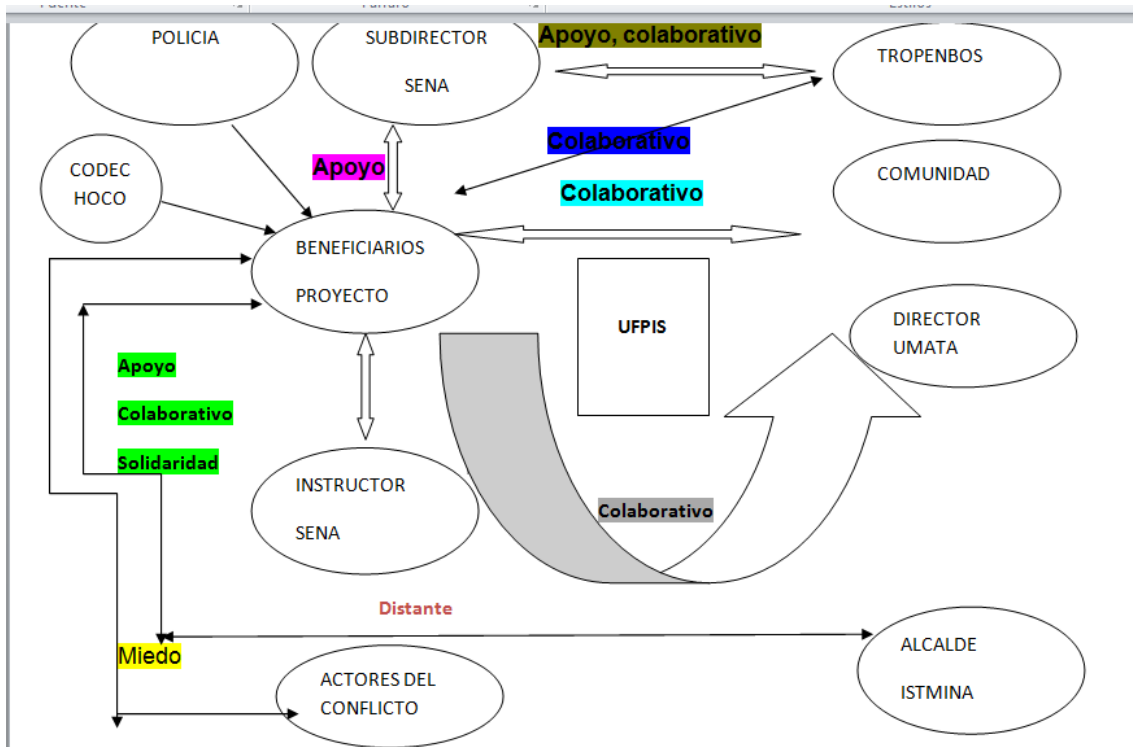 POLICIA
SUBDIRECTOR
SENA
Apoyo, colaborativo
TROPENBOS
Colaborativo
Apoyo
CODEC
HOCO
COMUNIDAD
Colaborativo
BENEFICIARIOS
PROYECTO
UFPIS
DIRECTOR
UMATA
Apoyo
Colaborativo
Solidaridad
INSTRUCTOR
SENA
Colaborativo
Distante
Miedo
ALCALDE
ISTMINA
ACTORES DEL
CONFLICTO